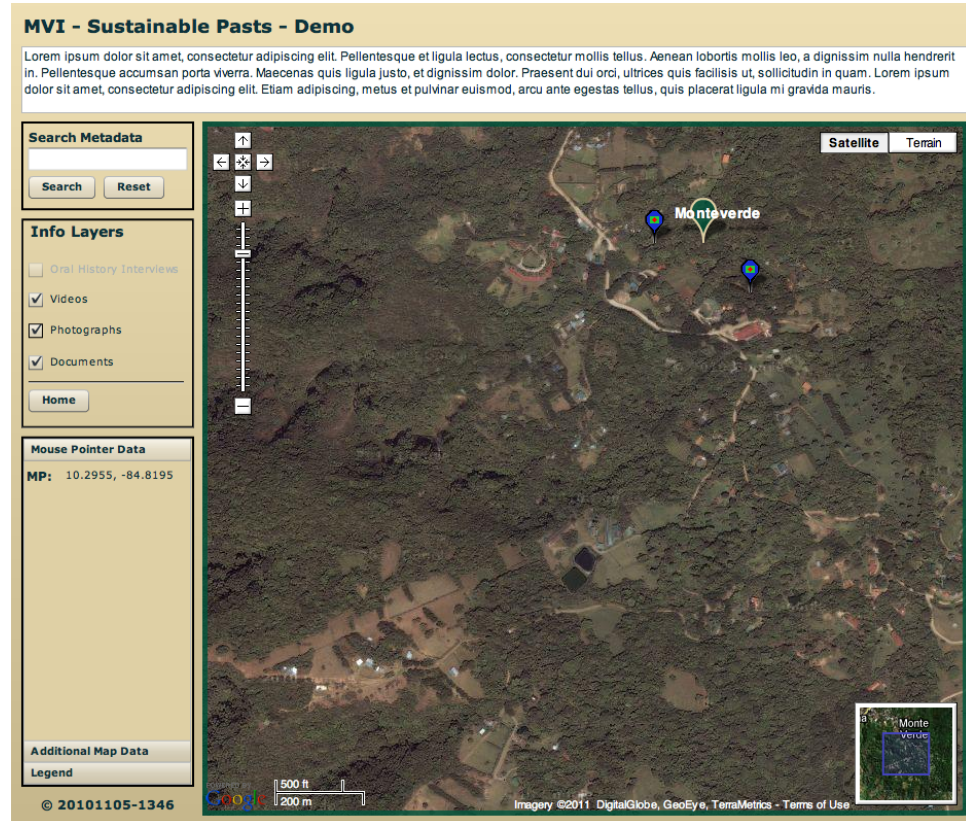 MVI - Sustainable Pasts - Demo
Lorem ipsum dolor sit amet, consectetur adipiscing elit. Pellentesque et ligula lectus, consectetur mollis tellus. Aenean lobortis mollis leo, a dignissim nulla hendrerit
in. Pellentesque accumsan porta viverra. Maecenas quis ligula justo, et dignissim dolor. Praesent dui orci, ultrices quis facilisis ut, sollicitudin in quam. Lorem ipsum
dolor sit amet, consectetur adipiscing elit. Etiam adipiscing, metus et pulvinar euismod, arcu ante egestas tellus, quis placerat ligula mi gravida mauris.
Search Metadata
Search Reset
Info Layers
Oral History Interviews
Videos
Photographs
Documents
Home
Mouse Pointer Data
MP: 10.2955, -84.8195
Additional Map Data
Legend
© 20101105-1346
Satellite Terrain
Monteverde
a
Monte
Verde
POWERED BY
Google
500 ft
200 m
Imagery ©2011 DigitalGlobe, GeoEye, TerraMetrics - Terms of Use